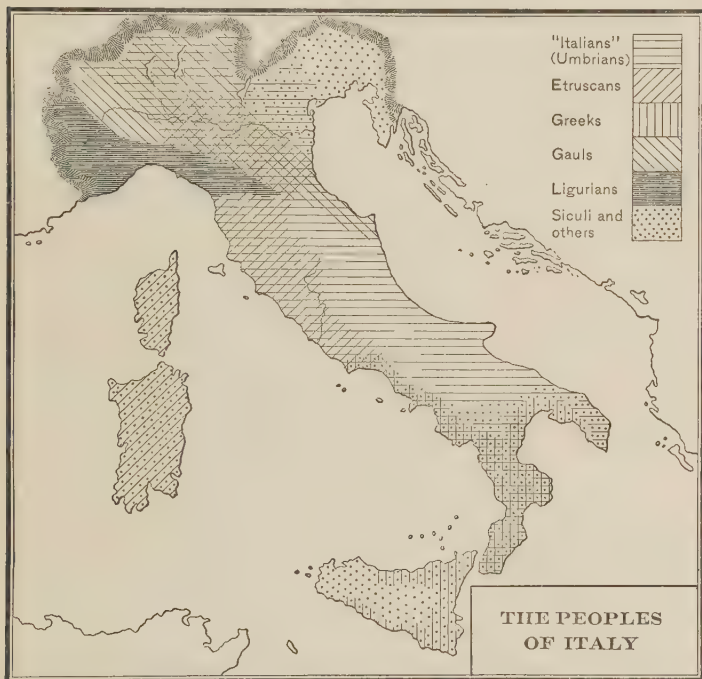 "Italians"
(Umbrians)
Etruscans
Greeks
Gauls
Ligurians
Siculi and
others
THE PEOPLES
OF ITALY